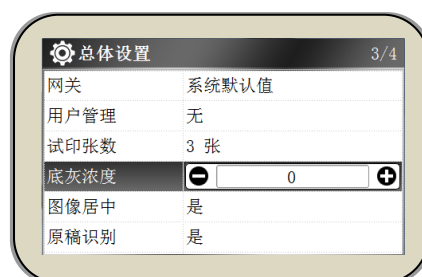 总体设置 3/4
网关 系统默认值
用户管理 无
试印张数 3 张
底灰浓度 0
图像居中 是
原稿识别 是